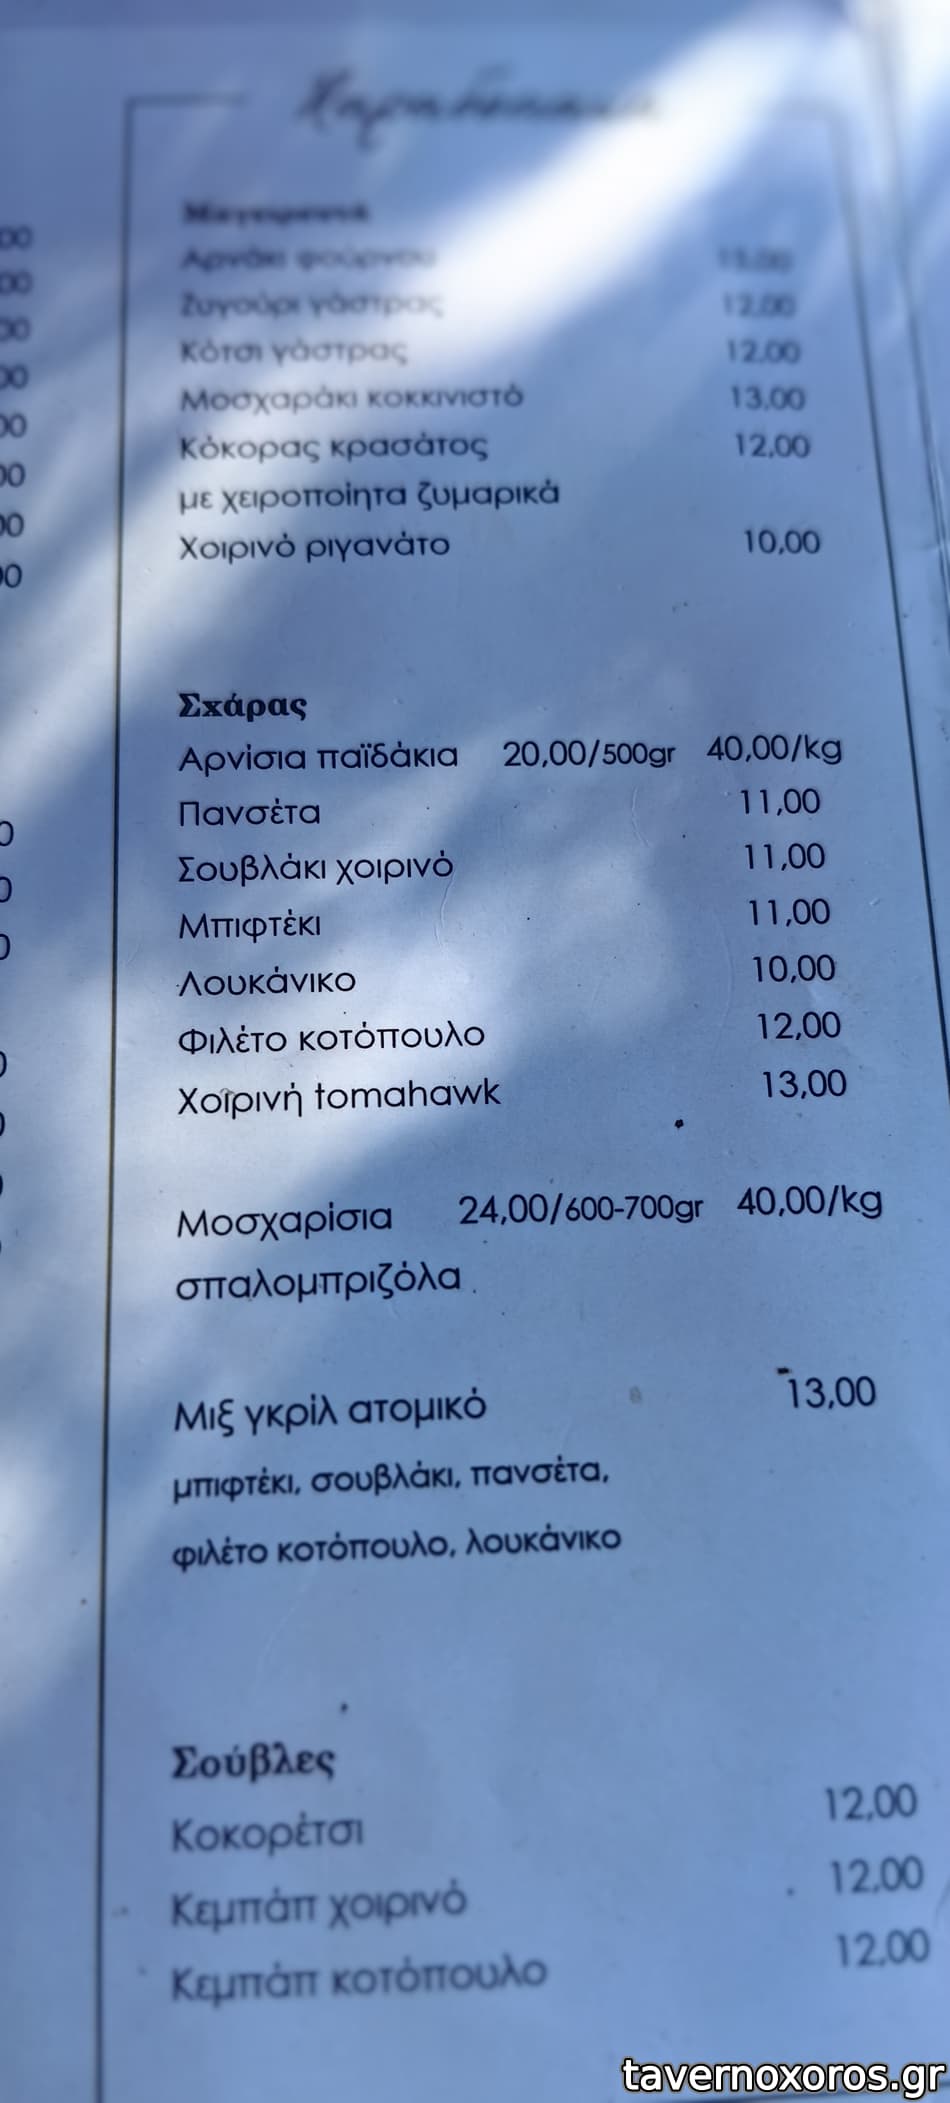 Μαγειρευτά
Αρνάκι φούρνου
Ζυγούρι γάστρας 12.00
Κότσι γάστρας 12.00
Μοσχαράκι κοκκινιστό 13.00
Κόκορας κρασάτος 12,00
με χειροποίητα ζυμαρικά
Χοιρινό ριγανάτο 10,00
Σχάρας
Αρνίσια παϊδάκια 20,00/500gr 40,00/kg
Πανσέτα 11,00
Σουβλάκι χοιρινό 11,00
Μπιφτέκι 11,00
Λουκάνικο 10,00
Φιλέτο κοτόπουλο 12,00
Χοιρινή tomahawk 13,00
Μοσχαρίσια 24,00/600-700gr 40,00/kg
σπαλομπριζόλα
Μιξ γκρίλ ατομικό 13,00
μπιφτέκι, σουβλάκι, πανσέτα,
φιλέτο κοτόπουλο, λουκάνικο
Σούβλες
Κοκορέτσι 12,00
Κεμπάπ χοιρινό 12,00
Κεμπάπ κοτόπουλο 12,00
tavernoxoros.gr